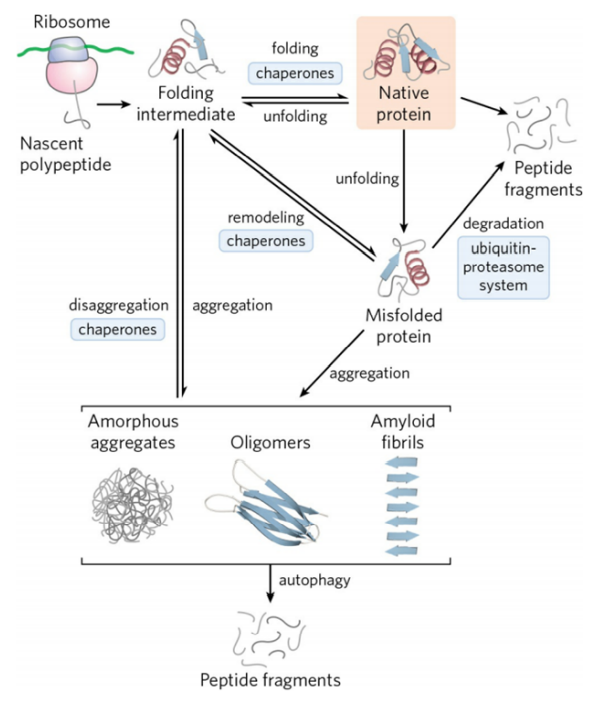 Ribosome
Nascent
polypeptide
Folding
intermediate
folding
chaperones
unfolding
Native
protein
Peptide
fragments
unfolding
remodeling
chaperones
degradation
ubiquitin-
proteasome
system
Misfolded
protein
disaggregation
chaperones
aggregation
aggregation
Amorphous
aggregates
Oligomers
Amyloid
fibrils
autophagy
Peptide fragments